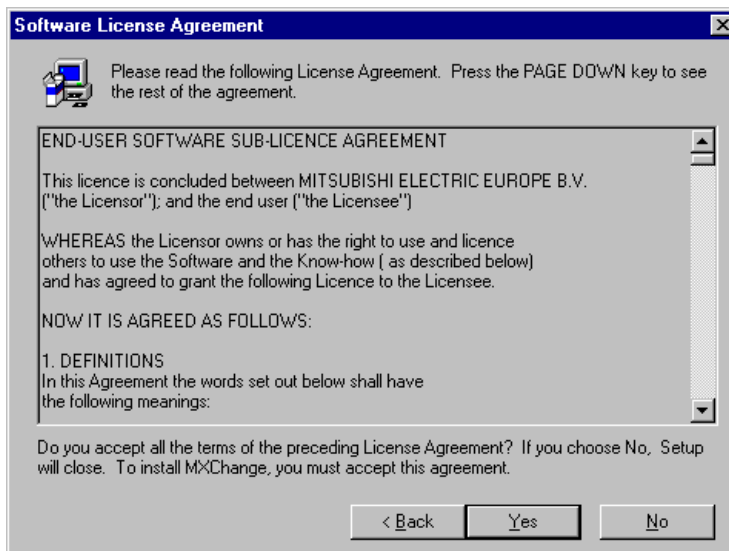 Software License Agreement
Please read the following License Agreement. Press the PAGE DOWN key to see
the rest of the agreement.
END-USER SOFTWARE SUB-LICENCE AGREEMENT
This licence is concluded between MITSUBISHI ELECTRIC EUROPE B.V.
("the Licensor"); and the end user ("the Licensee")
WHEREAS the Licensor owns or has the right to use and licence
others to use the Software and the Know-how ( as described below)
and has agreed to grant the following Licence to the Licensee.
NOW IT IS AGREED AS FOLLOWS:
1. DEFINITIONS
In this Agreement the words set out below shall have
the following meanings:
Do you accept all the terms of the preceding License Agreement? If you choose No, Setup
will close. To install MXChange, you must accept this agreement.
< Back Yes No